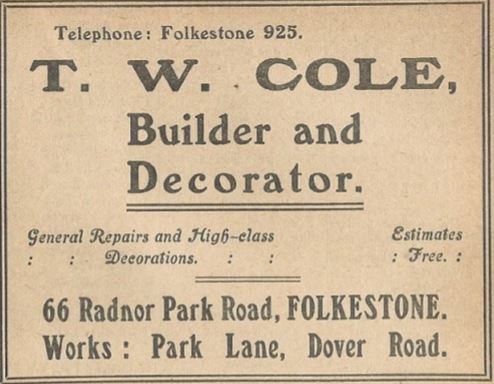 Telephone: Folkestone 925.
T. W. COLE,
Builder and
Decorator.
General Repairs and High-class
: : Decorations. : :
Estimates
: Free. :
66 Radnor Park Road, FOLKESTONE.
Works : Park Lane, Dover Road.